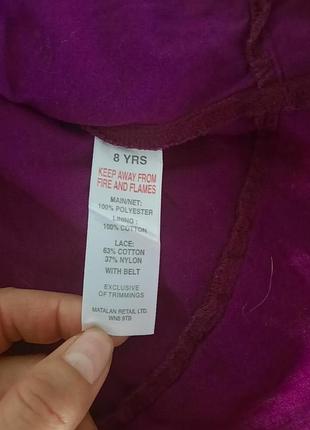 8 YRS
KEEP AWAY FROM
FIRE AND FLAMES
MAIN/NET:
100% POLYESTER
LINING :
100% COTTON
LACE:
63% COTTON
37% NYLON
WITH BELT
EXCLUSIVE
OF TRIMMINGS
MATALAN RETAIL LTD.
WN8 9TB